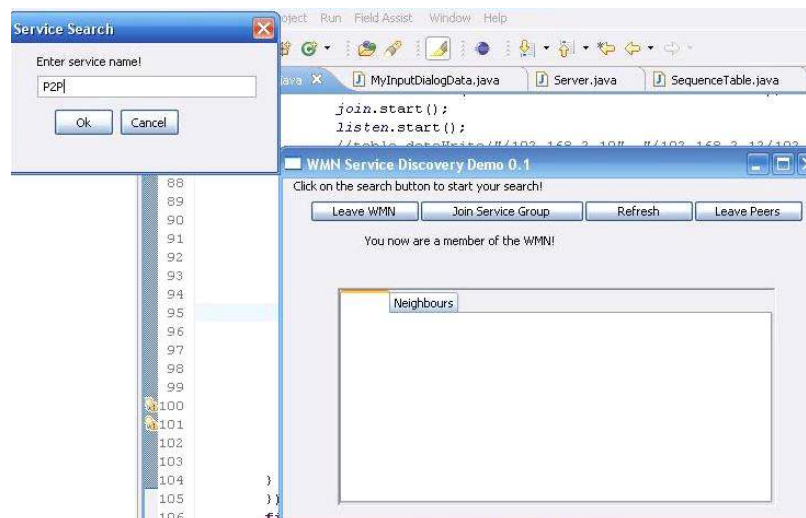 Service Search
Enter service name!
P2P
Ok Cancel
oject Run Field Assist Window Help
java MyInputDialogData.java Server.java SequenceTable.java
join.start();
listen.start();
WMN Service Discovery Demo 0.1
Click on the search button to start your search!
Leave WMN Join Service Group Refresh Leave Peers
You now are a member of the WMN!
Neighbours
88
89
90
91
92
93
94
95
96
97
98
99
100
101
102
103
104 }
105 })
106